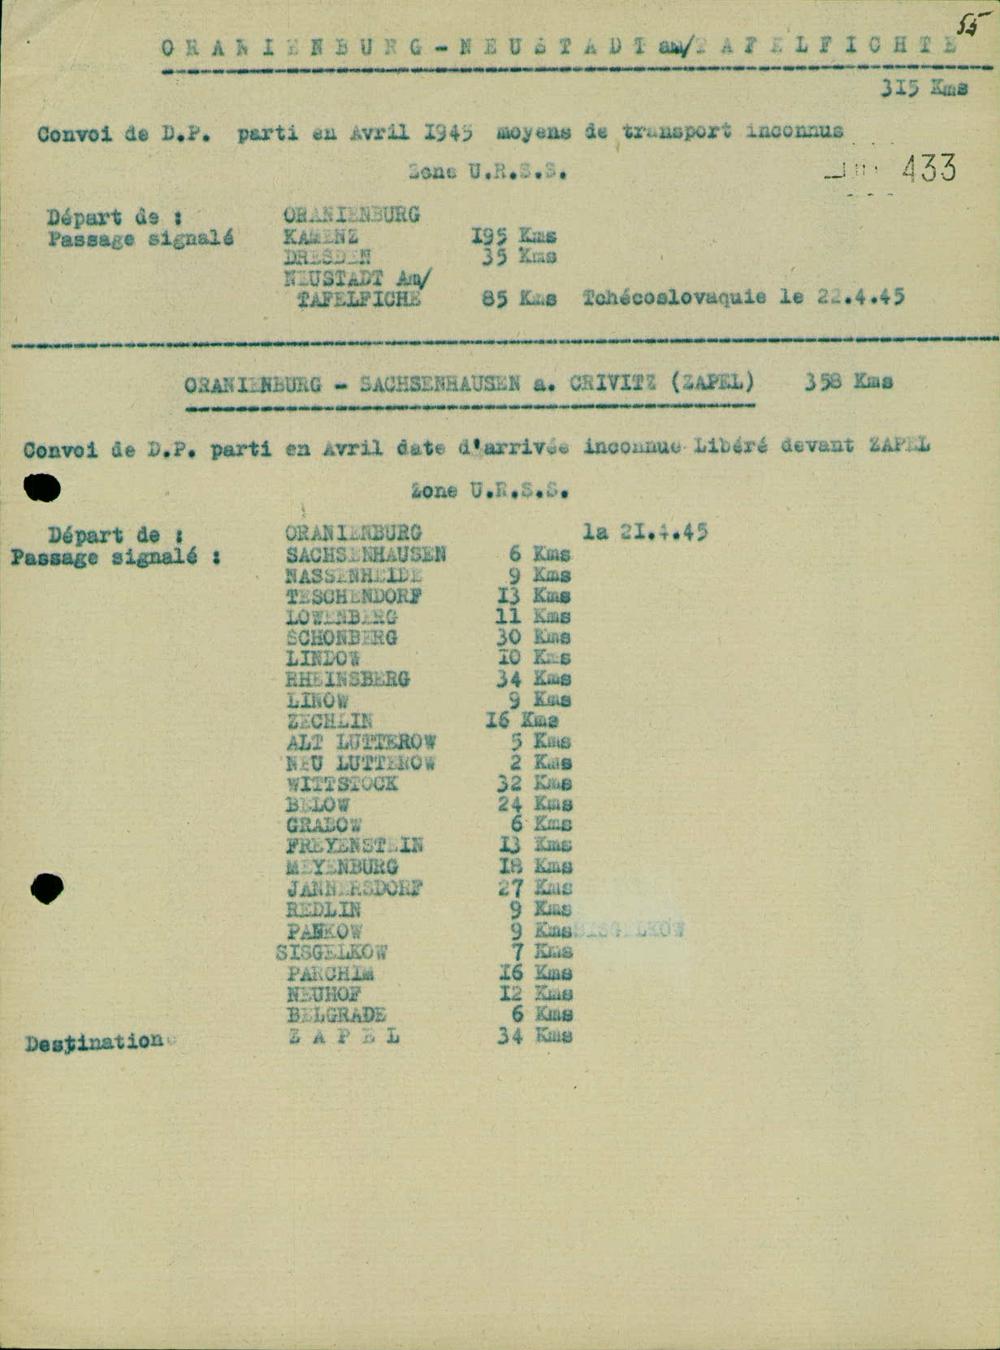 55
ORANIENBURG-NEUSTADT am/TAFELFICHTE
315 Kms
Convoi de D.P. parti en Avril 1945 moyens de transport inconnus
Zone U.R.S.S.
433
Départ de : ORANIENBURG
Passage signalé KAMENZ 195 Kms
DRESDEN 35 Kms
NEUSTADT Am/
TAFELFICHE 85 Kms Tchécoslovaquie le 22.4.45
ORANIENBURG - SACHSENHAUSEN a. CRIVITZ (ZAPEL) 358 Kms
Convoi de D.P. parti en Avril date d'arrivée inconnue Libéré devant ZAPEL
Zone U.R.S.S.
Départ de : ORANIENBURG la 21.4.45
Passage signalé : SACHSENHAUSEN 6 Kms
NASSENHEIDE 9 Kms
TESCHENDORF 13 Kms
LOWENBERG 11 Kms
SCHONBERG 30 Kms
LINDOW 10 Kms
RHEINSBERG 34 Kms
LINOW 9 Kms
ZECHLIN 16 Kms
ALT LUTTEROW 5 Kms
NEU LUTTEROW 2 Kms
WITTSTOCK 32 Kms
BELOW 24 Kms
GRABOW 6 Kms
FREYENSTEIN 13 Kms
MEYENBURG 18 Kms
JANNERSDORF 27 Kms
REDLIN 9 Kms
PANKOW 9 Kms SISGELKOW
SISGELKOW 7 Kms
PARCHIM 16 Kms
NEUHOF 12 Kms
BELGRADE 6 Kms
Destination ZAPEL 34 Kms